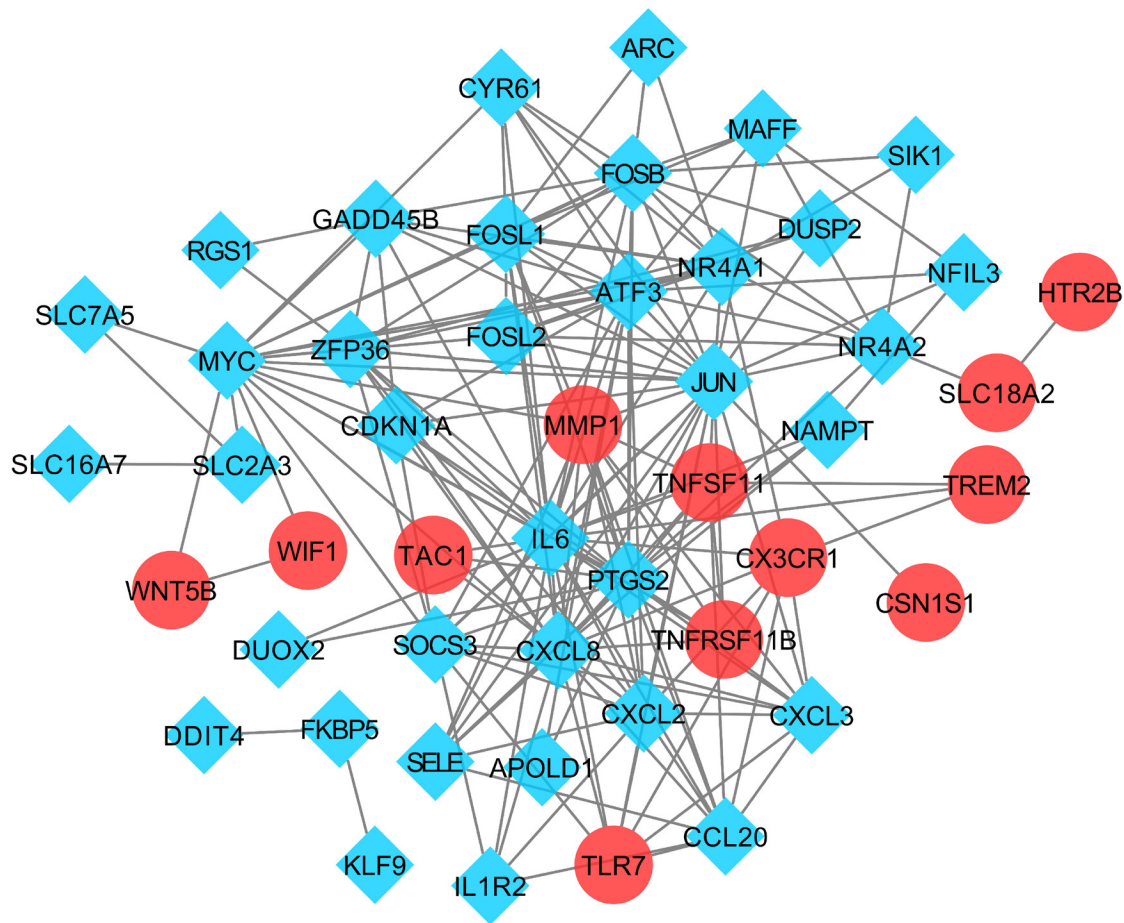 ARC
CYR61
MAFF
SIK1
FOSB
GADD45B
FOSL1
DUSP2
RGS1
NR4A1
NFIL3
ATF3
HTR2B
SLC7A5
FOSL2
ZFP36
NR4A2
MYC
JUN
SLC18A2
MMP1
CDKN1A
NAMPT
SLC16A7
SLC2A3
TNFSF11
TREM2
IL6
WIF1
TAC1
CX3CR1
PTGS2
WNT5B
CSN1S1
TNFRSF11B
DUOX2
SOCS3
CXCL8
CXCL2
CXCL3
DDIT4
FKBP5
SELE
APOLD1
CCL20
KLF9
TLR7
IL1R2